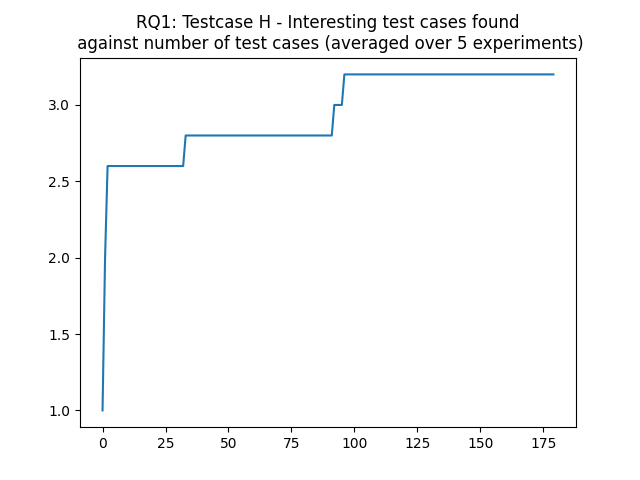 RQ1: Testcase H - Interesting test cases found
against number of test cases (averaged over 5 experiments)
3.0
2.5
2.0
1.5
1.0
0 25 50 75 100 125 150 175